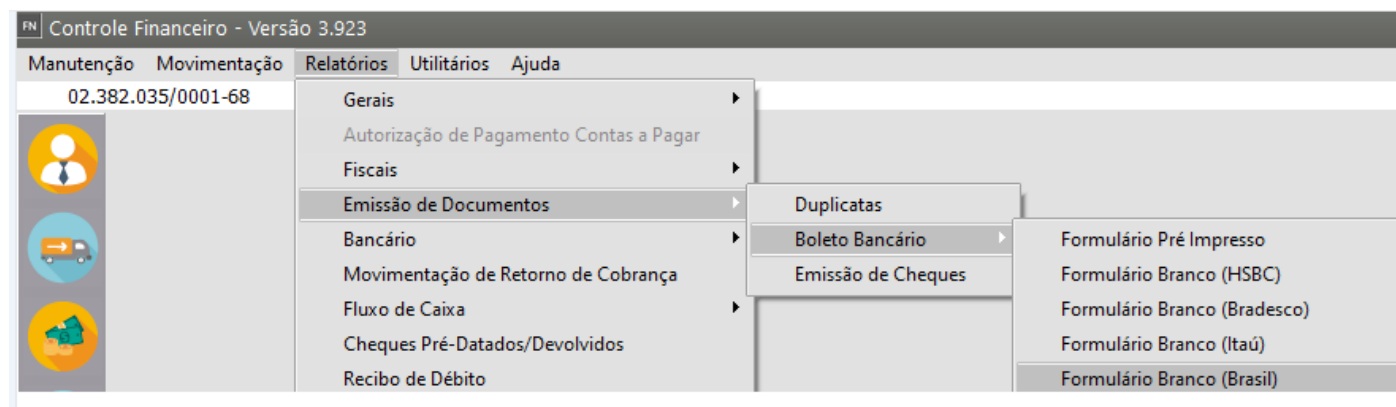 FN Controle Financeiro - Versão 3.923
Manutenção Movimentação Relatórios Utilitários Ajuda
02.382.035/0001-68
Gerais
Autorização de Pagamento Contas a Pagar
Fiscais
Emissão de Documentos
Bancário
Movimentação de Retorno de Cobrança
Fluxo de Caixa
Cheques Pré-Datados/Devolvidos
Recibo de Débito
Duplicatas
Boleto Bancário
Emissão de Cheques
Formulário Pré Impresso
Formulário Branco (HSBC)
Formulário Branco (Bradesco)
Formulário Branco (Itaú)
Formulário Branco (Brasil)